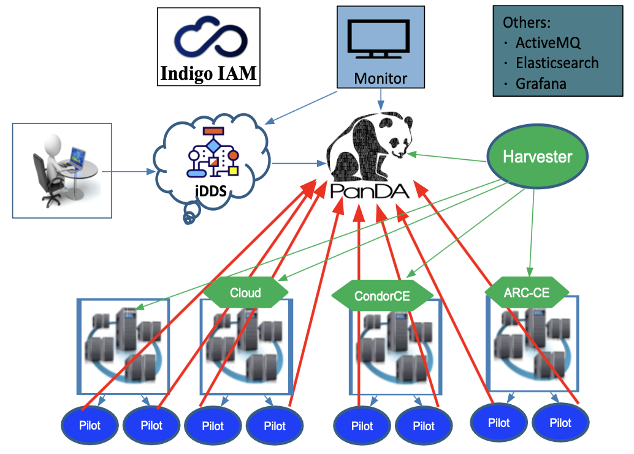 Indigo IAM
Monitor
Others:
· ActiveMQ
· Elasticsearch
· Grafana
iDDS
PanDA
Harvester
Cloud
CondorCE
ARC-CE
Pilot
Pilot
Pilot
Pilot
Pilot
Pilot
Pilot
Pilot